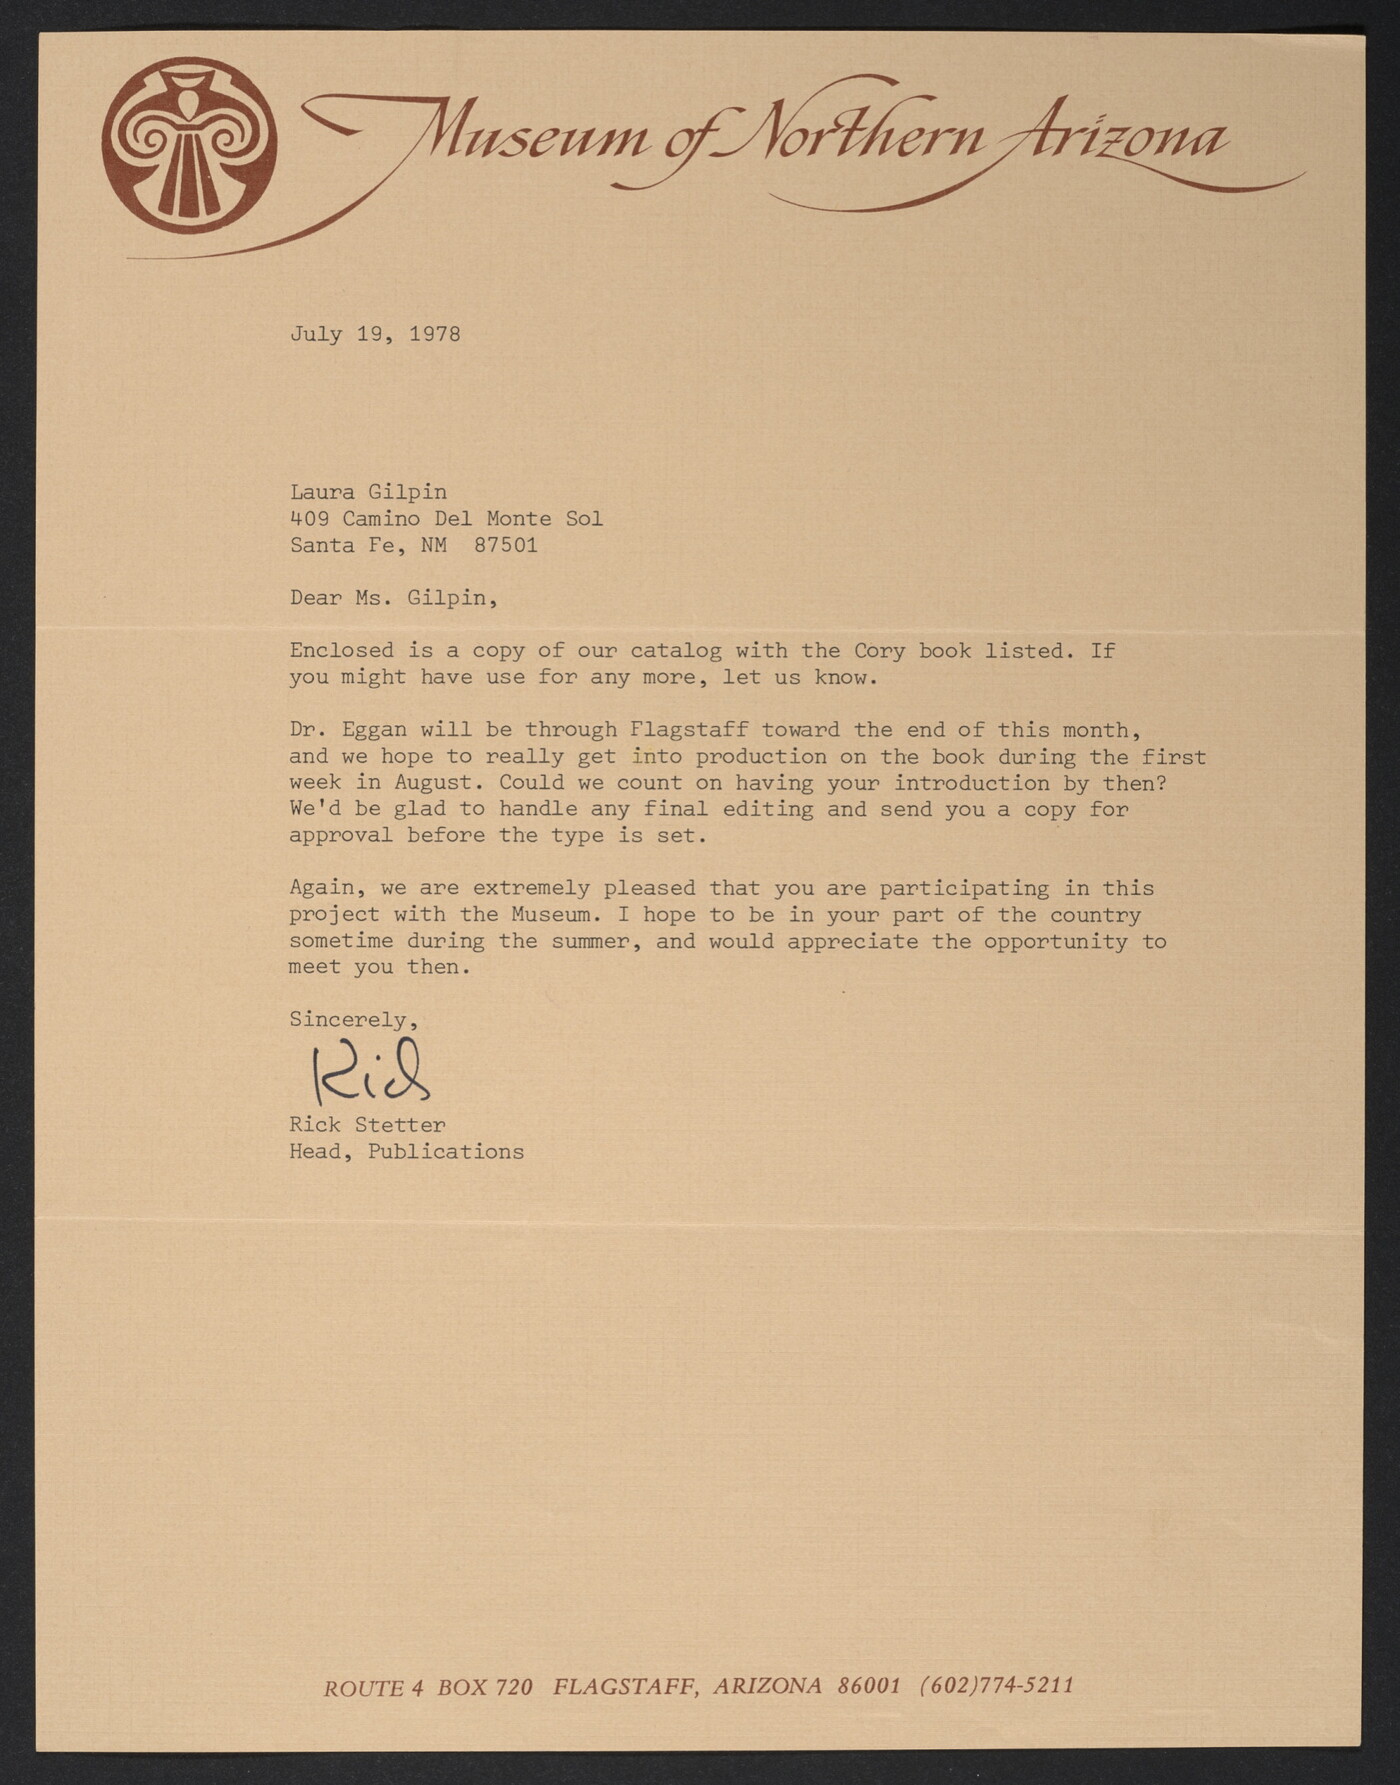 Museum of Northern Arizona
July 19, 1978
Laura Gilpin
409 Camino Del Monte Sol
Santa Fe, NM  87501
Dear Ms. Gilpin,
Enclosed is a copy of our catalog with the Cory book listed. If
you might have use for any more, let us know.
Dr. Eggan will be through Flagstaff toward the end of this month,
and we hope to really get into production on the book during the first
week in August. Could we count on having your introduction by then?
We'd be glad to handle any final editing and send you a copy for
approval before the type is set.
Again, we are extremely pleased that you are participating in this
project with the Museum. I hope to be in your part of the country
sometime during the summer, and would appreciate the opportunity to
meet you then.
Sincerely,
Rick
Rick Stetter
Head, Publications
ROUTE 4 BOX 720 FLAGSTAFF, ARIZONA 86001 (602)774-5211